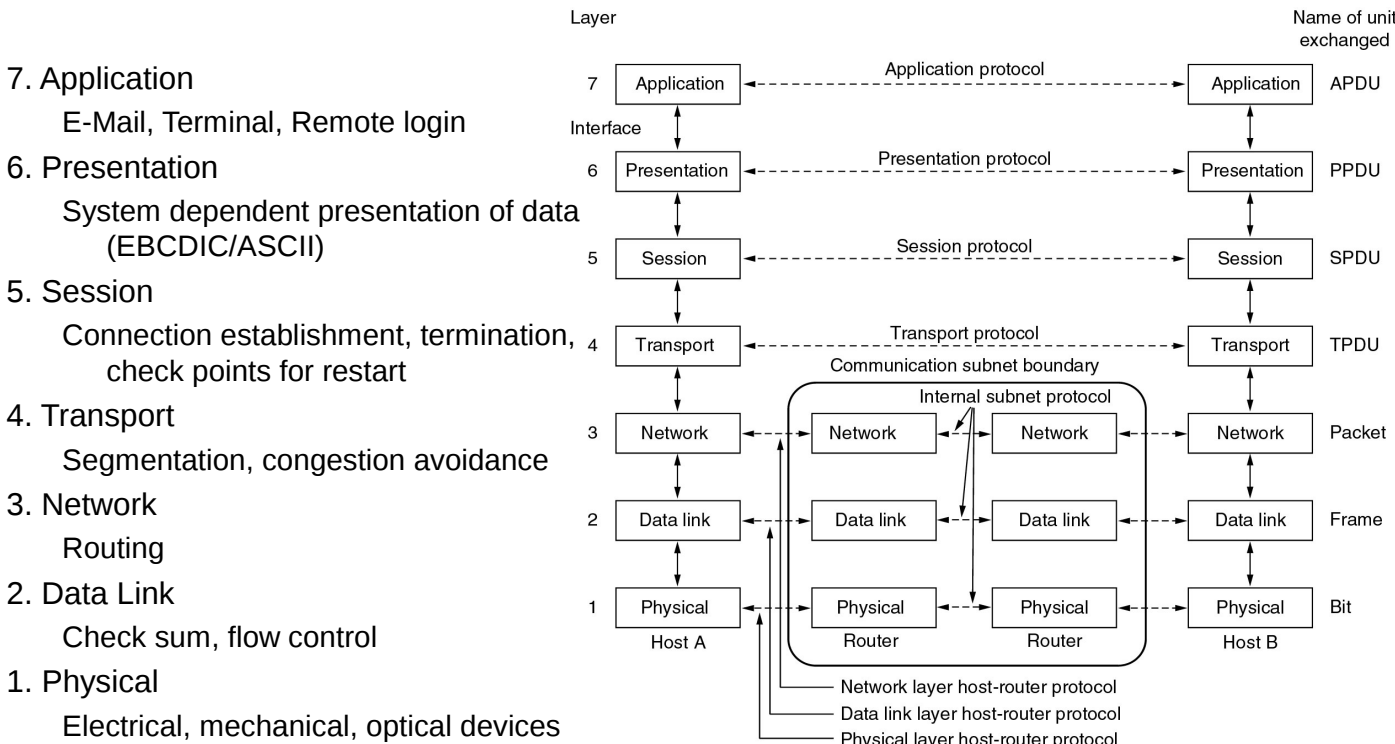 7. Application
E-Mail, Terminal, Remote login
6. Presentation
System dependent presentation of data
(EBCDIC/ASCII)
5. Session
Connection establishment, termination,
check points for restart
4. Transport
Segmentation, congestion avoidance
3. Network
Routing
2. Data Link
Check sum, flow control
1. Physical
Electrical, mechanical, optical devices
Layer
Name of unit
exchanged
7 Application Application protocol Application APDU
Interface
6 Presentation Presentation protocol Presentation PPDU
5 Session Session protocol Session SPDU
4 Transport Transport protocol Transport TPDU
Communication subnet boundary
Internal subnet protocol
3 Network Network Network Network Packet
2 Data link Data link Data link Data link Frame
1 Physical Physical Physical Physical Bit
Host A Router Router Host B
Network layer host-router protocol
Data link layer host-router protocol
Physical layer host-router protocol